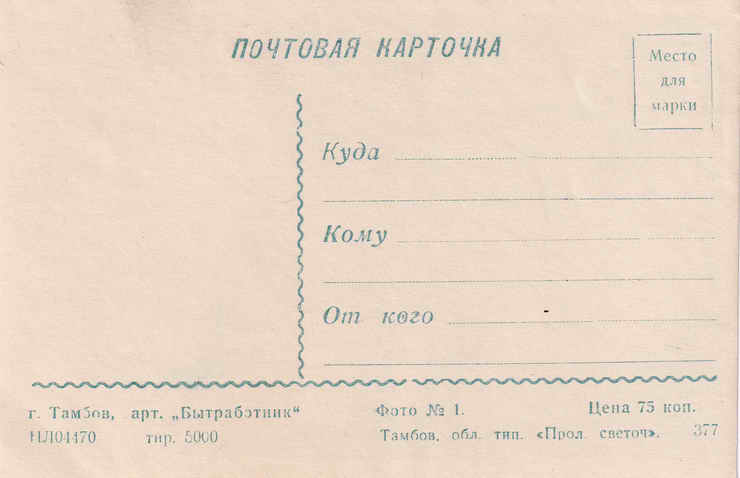 ПОЧТОВАЯ КАРТОЧКА
Место
для
марки
Куда
Кому
От кого
г. Тамбов, арт. „Бытработник“ Фото № 1. Цена 75 коп.
НЛ04470 тир. 5000 Тамбов, обл. тип. «Прол. светоч». 377